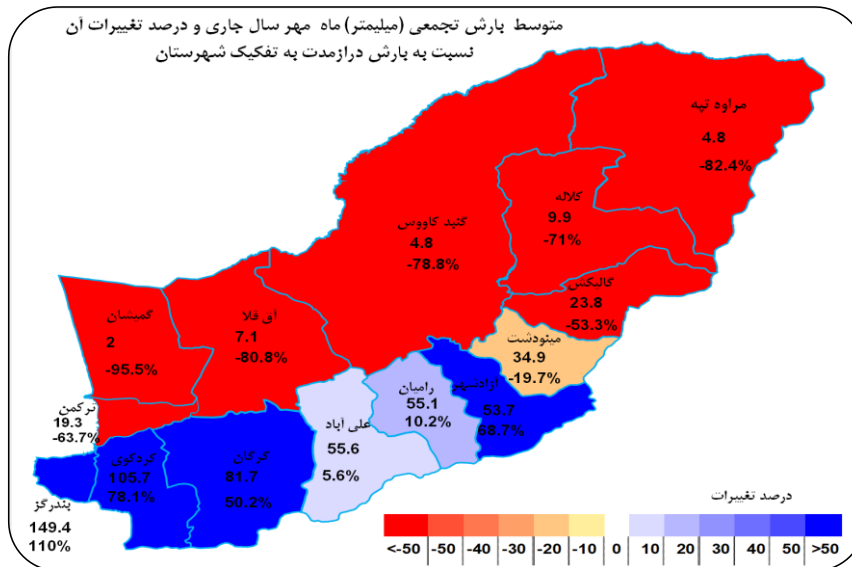 متوسط بارش تجمعی (میلیمتر) ماه مهر سال جاری و درصد تغییرات آن
نسبت به بارش درازمدت به تفکیک شهرستان
مراوه تپه
4.8
-82.4%
کلاله
9.9
-71%
گنبد کاووس
4.8
-78.8%
گالیکش
23.8
-53.3%
مینودشت
34.9
-19.7%
گمیشان
2
-95.5%
آق قلا
7.1
-80.8%
آزادشهر
53.7
68.7%
رامیان
55.1
10.2%
علی آباد
55.6
5.6%
ترکمن
19.3
-63.7%
کردکوی
105.7
78.1%
گرگان
81.7
50.2%
بندرگز
149.4
110%
درصد تغییرات
<-50 -50 -40 -30 -20 -10 0 10 20 30 40 50 >50